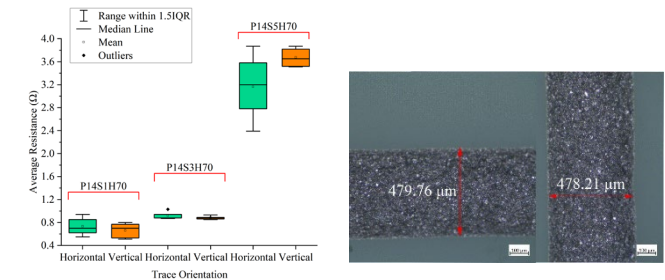 Range within 1.5IQR
Median Line
Mean
Outliers
P14S5H70
P14S3H70
P14S1H70
4.0
3.6
3.2
2.8
2.4
2.0
1.6
1.2
0.8
0.4
Average Resistance (Ω)
Horizontal Vertical Horizontal Vertical Horizontal Vertical
Trace Orientation
479.76 μm
478.21 μm
100 μm